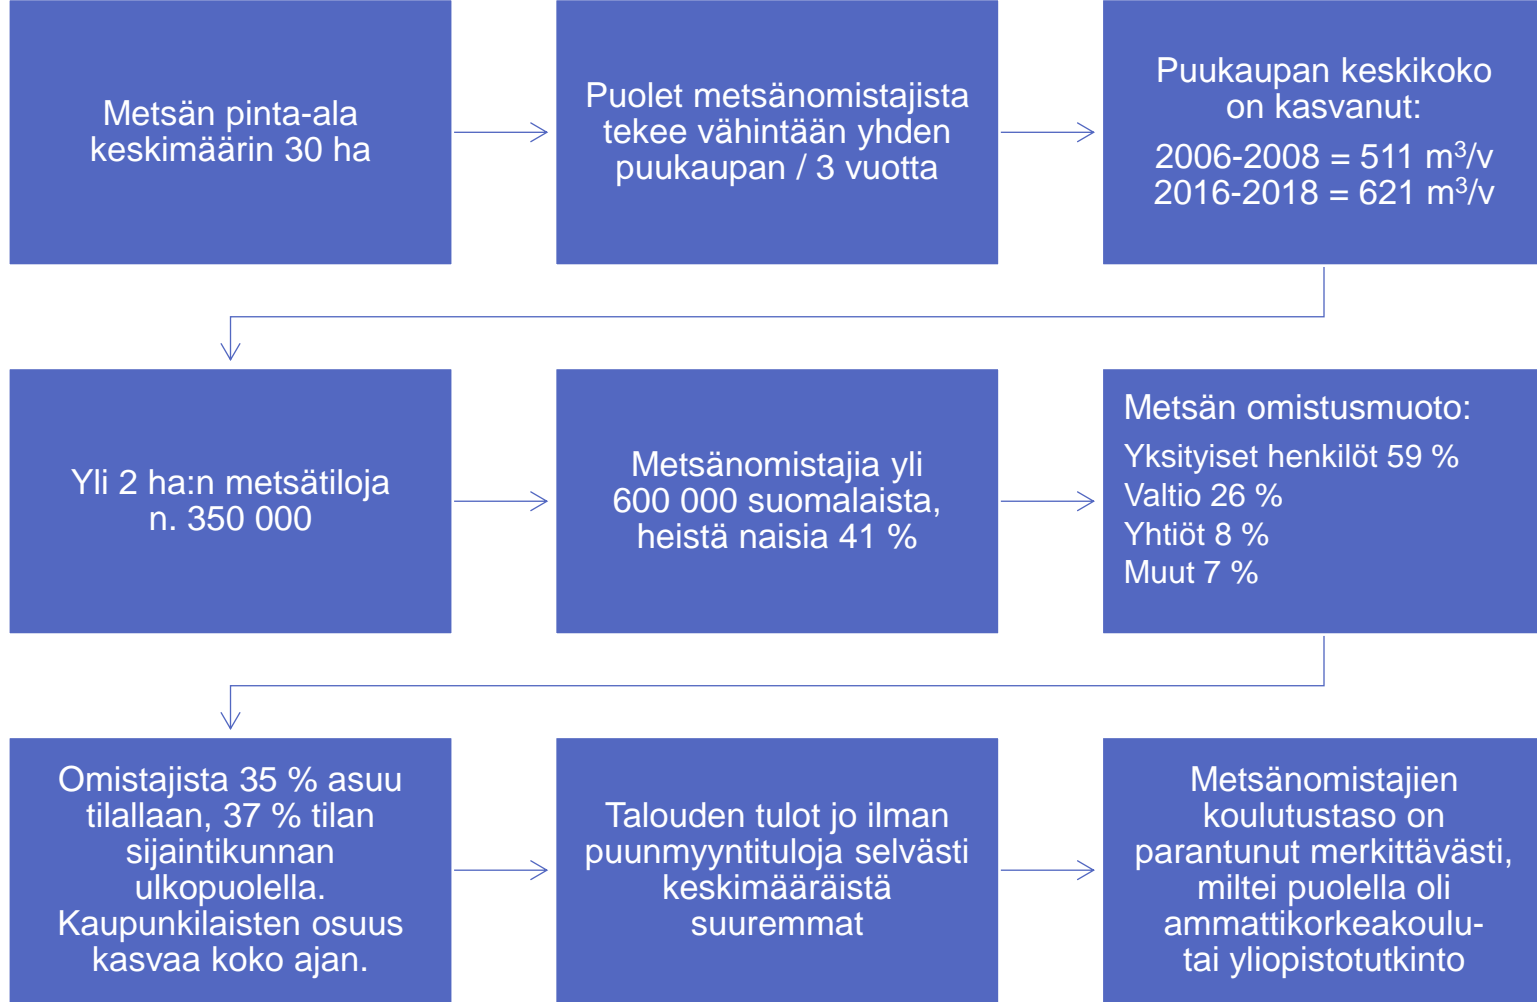 Metsän pinta-ala
keskimäärin 30 ha
Puolet metsänomistajista
tekee vähintään yhden
puukaupan / 3 vuotta
Puukaupan keskikoko
on kasvanut:
2006-2008 = 511 m³/v
2016-2018 = 621 m³/v
Yli 2 ha:n metsätiloja
n. 350 000
Metsänomistajia yli
600 000 suomalaista,
heistä naisia 41 %
Metsän omistusmuoto:
Yksityiset henkilöt 59 %
Valtio 26 %
Yhtiöt 8 %
Muut 7 %
Omistajista 35 % asuu
tilallaan, 37 % tilan
sijaintikunnan
ulkopuolella.
Kaupunkilaisten osuus
kasvaa koko ajan.
Talouden tulot jo ilman
puunmyyntituloja selvästi
keskimääräistä
suuremmat
Metsänomistajien
koulutustaso on
parantunut merkittävästi,
miltei puolella oli
ammattikorkeakoulu-
tai yliopistotutkinto